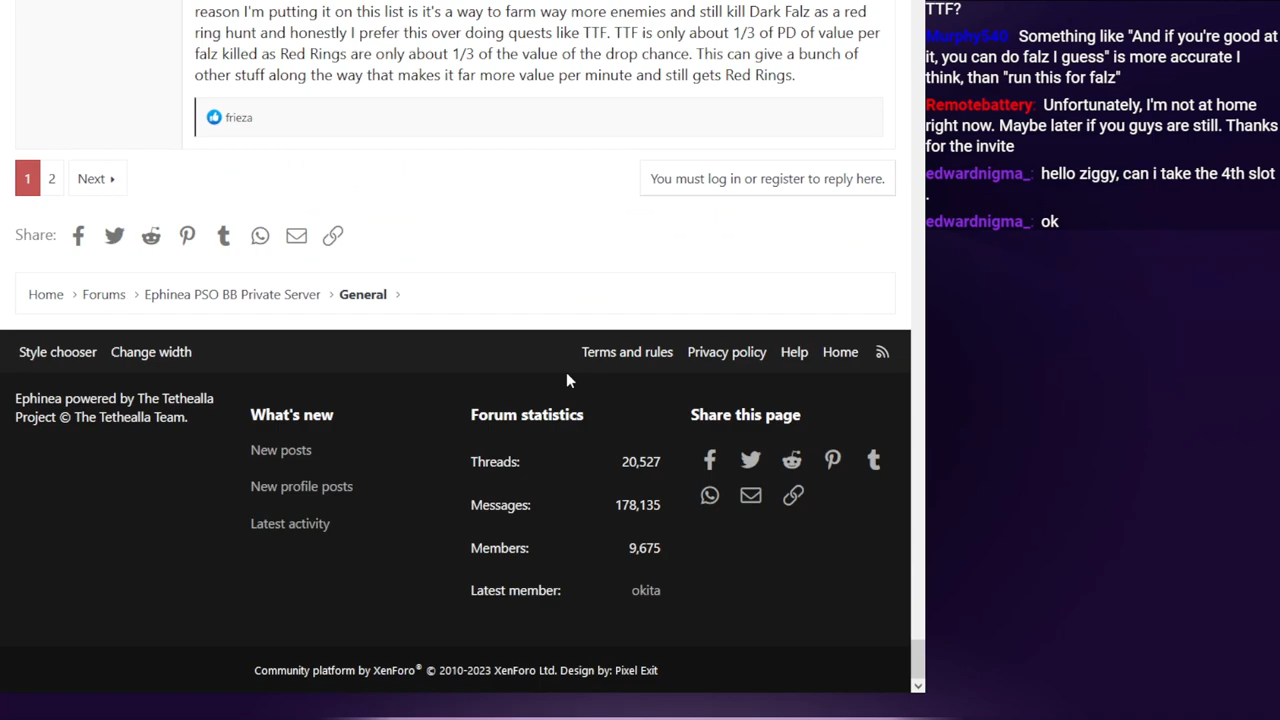 reason I'm putting it on this list is it's a way to farm way more enemies and still kill Dark Falz as a red
ring hunt and honestly I prefer this over doing quests like TTF. TTF is only about 1/3 of PD of value per
falz killed as Red Rings are only about 1/3 of the value of the drop chance. This can give a bunch of
other stuff along the way that makes it far more value per minute and still gets Red Rings.
frieza
1 2 Next
You must log in or register to reply here.
Share:
Home Forums Ephinea PSO BB Private Server General
Style chooser Change width
Terms and rules Privacy policy Help Home
Ephinea powered by The Tethealla
Project © The Tethealla Team.
What's new
New posts
New profile posts
Latest activity
Forum statistics
Threads: 20,527
Messages: 178,135
Members: 9,675
Latest member: okita
Share this page
Community platform by XenForo® © 2010-2023 XenForo Ltd. Design by: Pixel Exit
TTF?
Murphy540: Something like "And if you're good at
it, you can do falz I guess" is more accurate I
think, than "run this for falz"
Remotebattery: Unfortunately, I'm not at home
right now. Maybe later if you guys are still. Thanks
for the invite
edwardnigma_: hello ziggy, can i take the 4th slot
.
edwardnigma_: ok